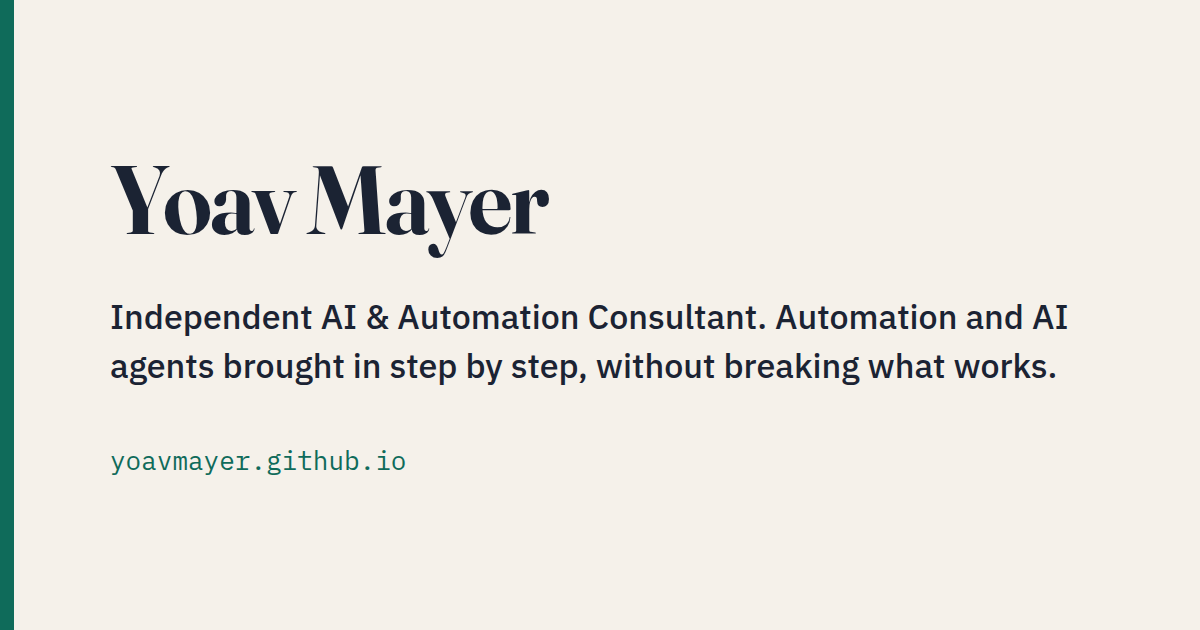 Yoav Mayer
Independent AI & Automation Consultant. Automation and AI
agents brought in step by step, without breaking what works.
yoavmayer.github.io